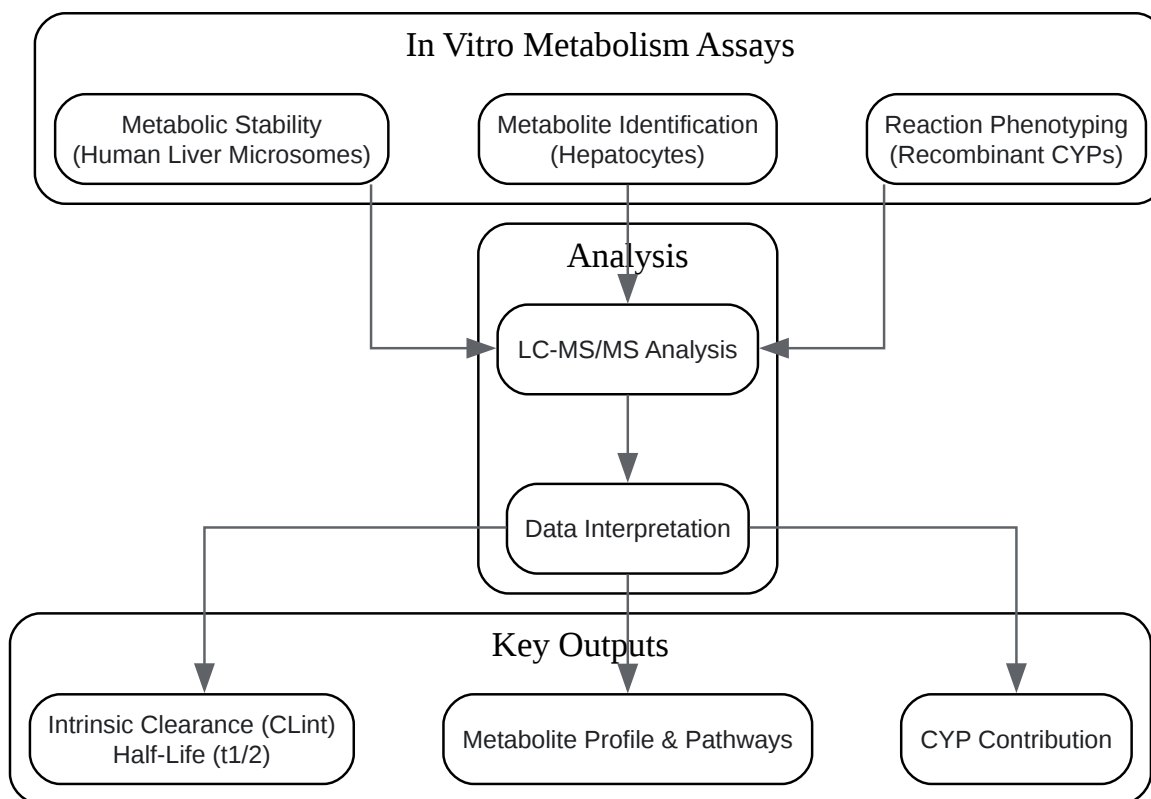 In Vitro Metabolism Assays
Metabolic Stability
(Human Liver Microsomes)
Metabolite Identification
(Hepatocytes)
Reaction Phenotyping
(Recombinant CYPs)
Analysis
LC-MS/MS Analysis
Data Interpretation
Key Outputs
Intrinsic Clearance (CLint)
Half-Life (t1/2)
Metabolite Profile & Pathways
CYP Contribution